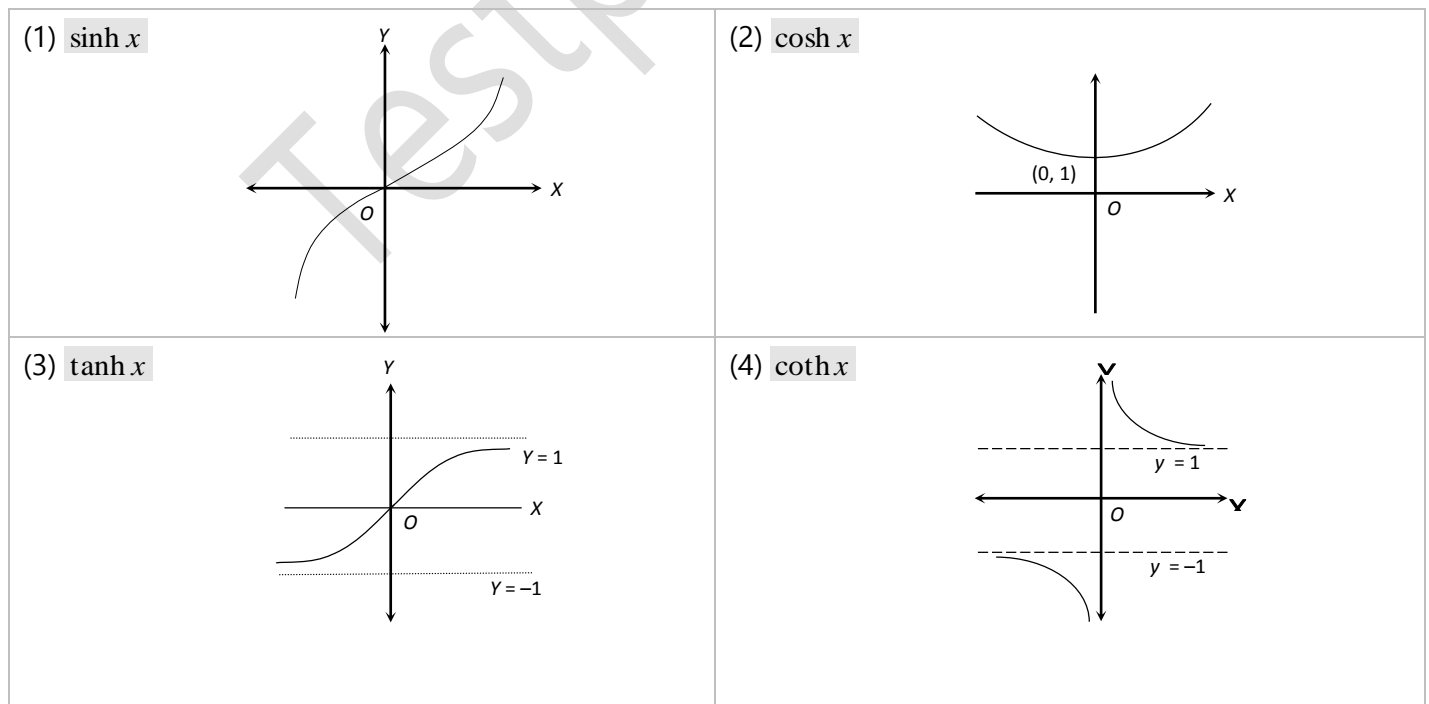 (1) sinh x
Y
X
O
(2) cosh x
(0, 1)
X
O
(3) tanh x
Y
Y = 1
X
O
Y = –1
(4) coth x
y = 1
O
y = –1